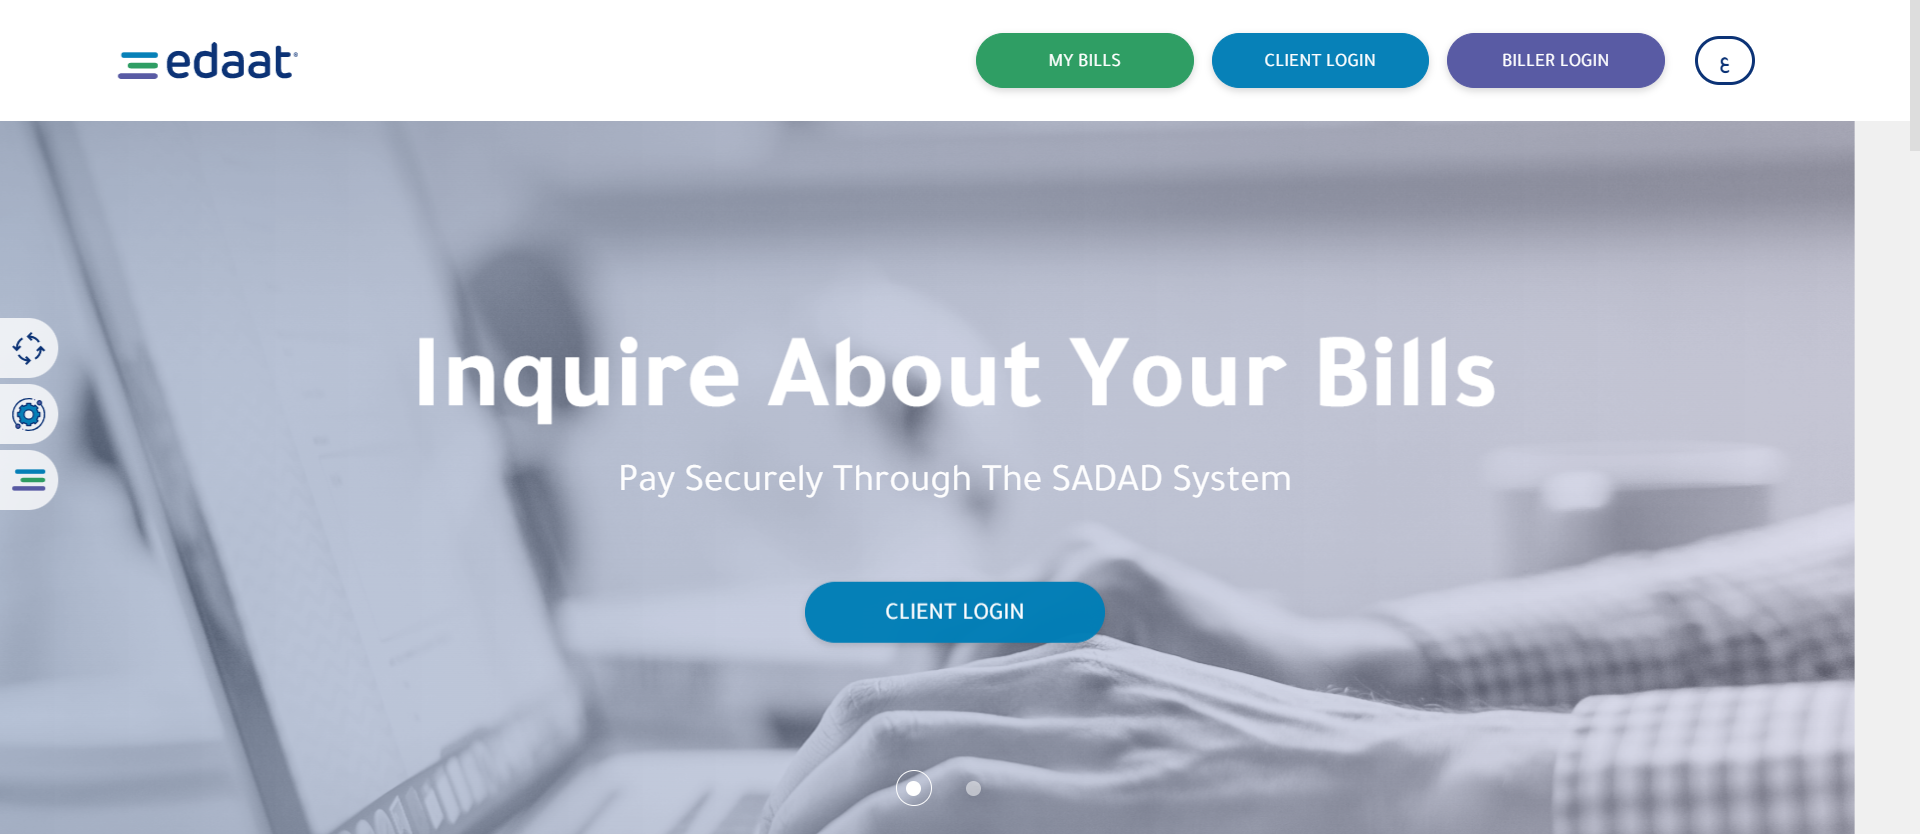 edaat®
MY BILLS
CLIENT LOGIN
BILLER LOGIN
ع
Inquire About Your Bills
Pay Securely Through The SADAD System
CLIENT LOGIN